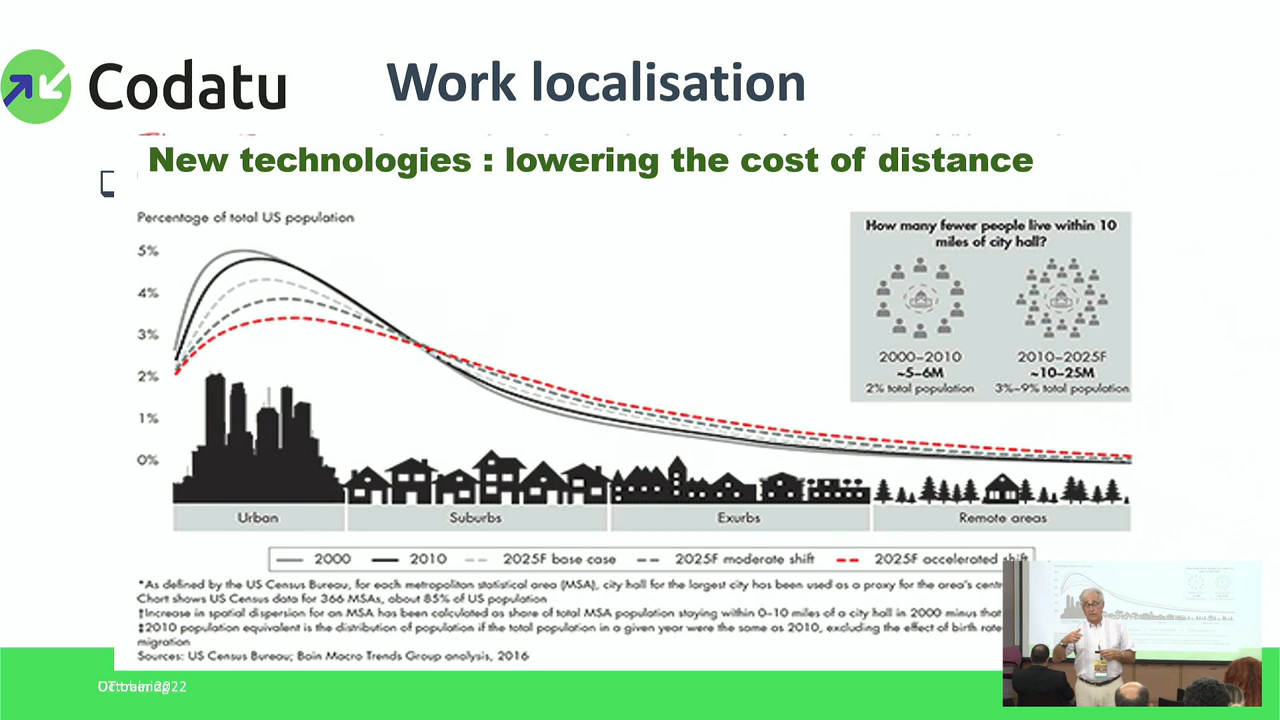 Codatu
Work localisation
New technologies : lowering the cost of distance
Percentage of total US population
5%
4%
3%
2%
1%
0%
How many fewer people live within 10
miles of city hall?
2000–2010
~5–6M
2% total population
2010–2025F
~10–25M
3%–9% total population
Urban
Suburbs
Exurbs
Remote areas
2000
2010
2025F base case
2025F moderate shift
2025F accelerated shift
*As defined by the US Census Bureau, for each metropolitan statistical area (MSA), city hall for the largest city has been used as a proxy for the area's
Chart shows US Census data for 366 MSAs, about 85% of US population
†Increase in spatial dispersion for an MSA has been calculated as share of total MSA population staying within 0–10 miles of a city hall in 2000 minus that
‡2010 population equivalent is the distribution of population if the total population in a given year were the same as 2010, excluding the effect of birth rate
migration
Sources: US Census Bureau; Bain Macro Trends Group analysis, 2016
2022